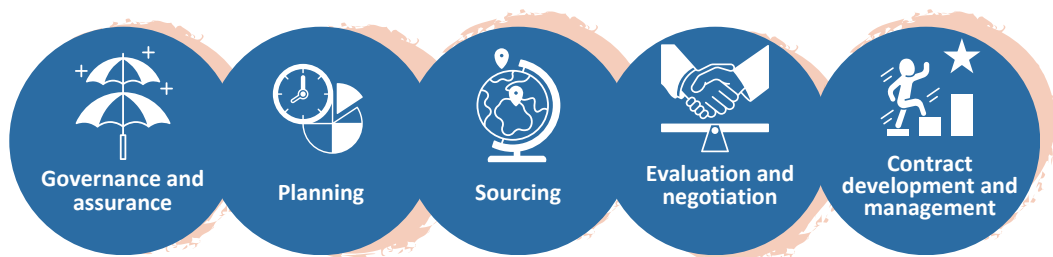 Governance and
assurance
Planning
Sourcing
Evaluation and
negotiation
Contract
development and
management